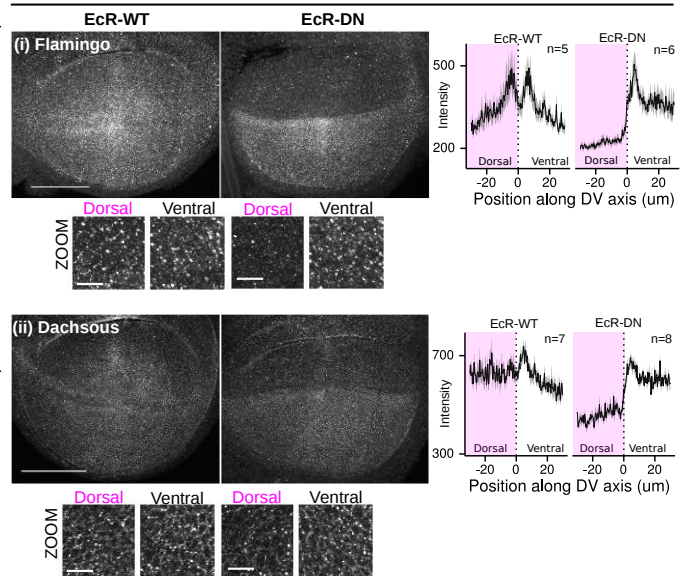 EcR-WT EcR-DN
(i) Flamingo
EcR-WT EcR-DN
n=5 n=6
500
200
Intensity
Dorsal Ventral Dorsal Ventral
-20 0 20 -20 0 20
Position along DV axis (um)
Dorsal Ventral Dorsal Ventral
ZOOM
(ii) Dachsous
EcR-WT EcR-DN
n=7 n=8
700
300
Intensity
Dorsal Ventral Dorsal Ventral
-20 0 20 -20 0 20
Position along DV axis (um)
Dorsal Ventral Dorsal Ventral
ZOOM